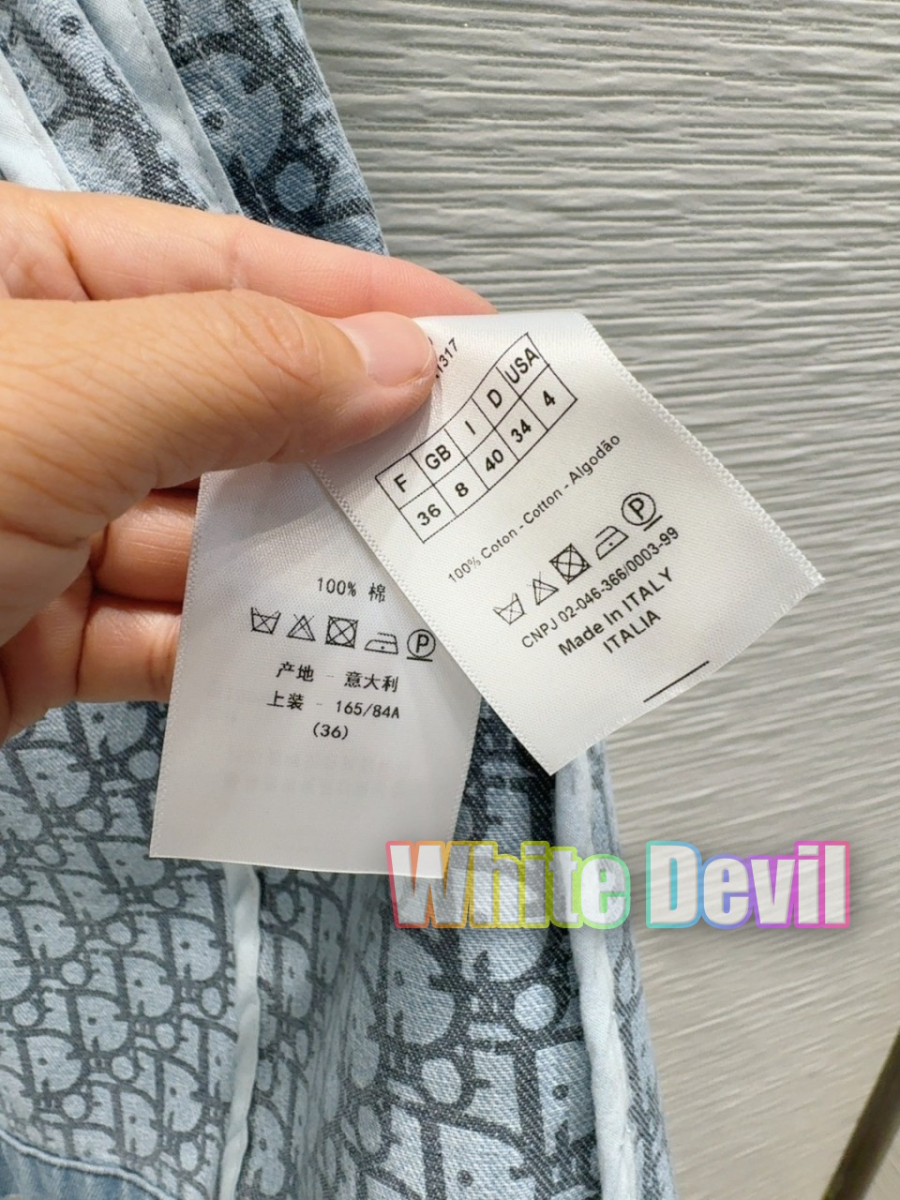 1317
F GB I D USA
36 8 40 34 4
100% Coton - Cotton - Algodão
P
CNPJ 02-046-366/0003-99
Made In ITALY
ITALIA
100% 棉
P
产地 - 意大利
上装 - 165/84A
(36)
White Devil